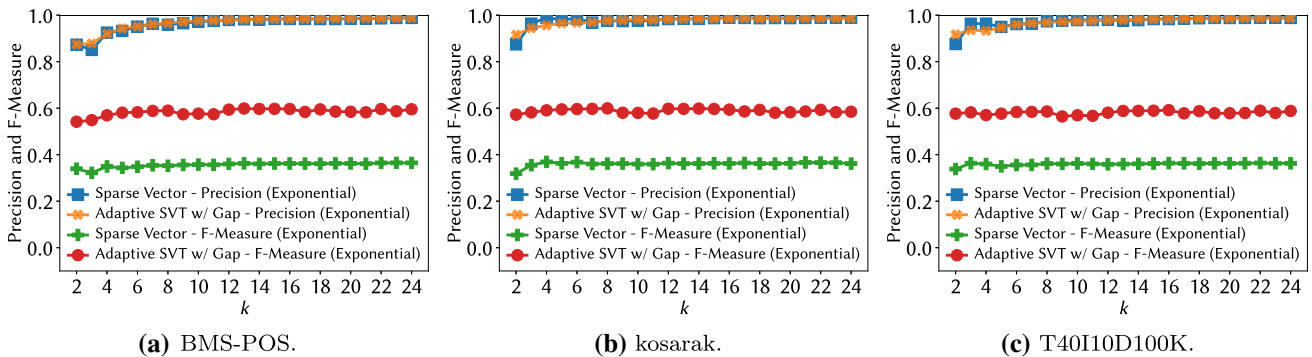 Precision and F-Measure
1.0
0.8
0.6
0.4
0.2
0.0
Sparse Vector - Precision (Exponential)
Adaptive SVT w/ Gap - Precision (Exponential)
Sparse Vector - F-Measure (Exponential)
Adaptive SVT w/ Gap - F-Measure (Exponential)
2 4 6 8 10 12 14 16 18 20 22 24
k
(a) BMS-POS.
Precision and F-Measure
1.0
0.8
0.6
0.4
0.2
0.0
Sparse Vector - Precision (Exponential)
Adaptive SVT w/ Gap - Precision (Exponential)
Sparse Vector - F-Measure (Exponential)
Adaptive SVT w/ Gap - F-Measure (Exponential)
2 4 6 8 10 12 14 16 18 20 22 24
k
(b) kosarak.
Precision and F-Measure
1.0
0.8
0.6
0.4
0.2
0.0
Sparse Vector - Precision (Exponential)
Adaptive SVT w/ Gap - Precision (Exponential)
Sparse Vector - F-Measure (Exponential)
Adaptive SVT w/ Gap - F-Measure (Exponential)
2 4 6 8 10 12 14 16 18 20 22 24
k
(c) T40I10D100K.